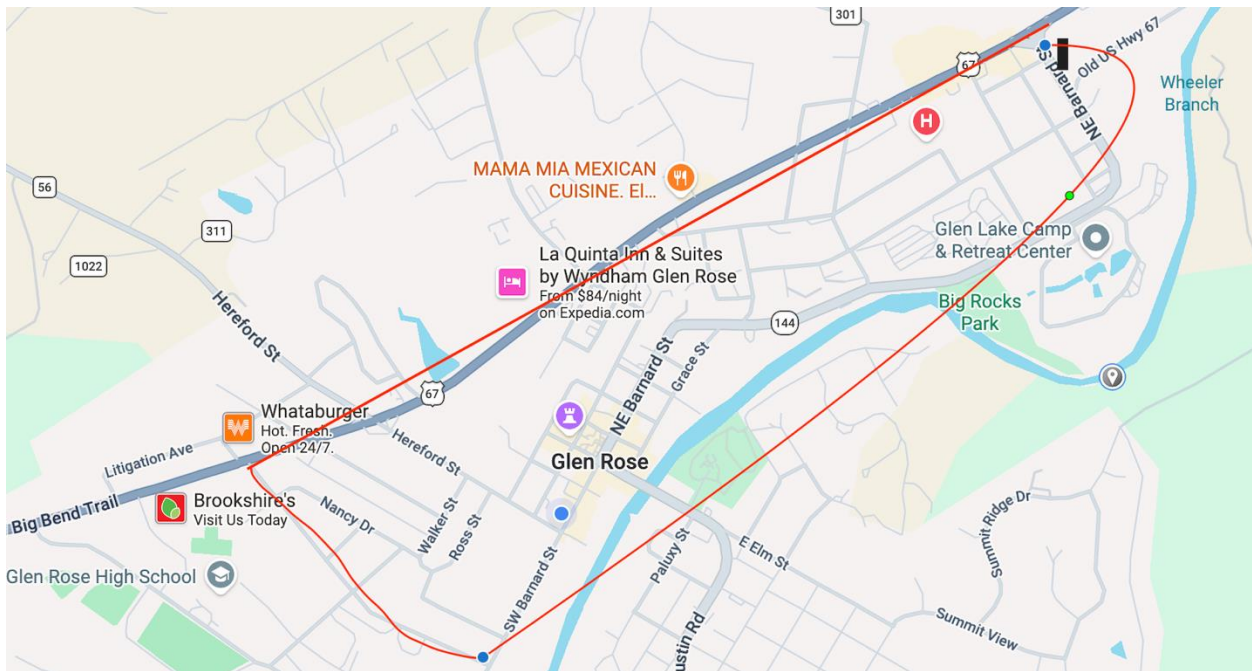 301
67
Old US Hwy 67
NE Barnard St
Wheeler
Branch
H
MAMA MIA MEXICAN
CUISINE. El...
56
311
1022
Glen Lake Camp
& Retreat Center
La Quinta Inn & Suites
by Wyndham Glen Rose
From $84/night
on Expedia.com
Hereford St
Big Rocks
Park
144
NE Barnard St
Grace St
67
Whataburger
Hot. Fresh.
Open 24/7.
Litigation Ave
Hereford St
Glen Rose
Big Bend Trail
Brookshire's
Visit Us Today
Nancy Dr
Walker St
Ross St
SW Barnard St
Paluxy St
E Elm St
Summit Ridge Dr
Glen Rose High School
ustin Rd
Summit View